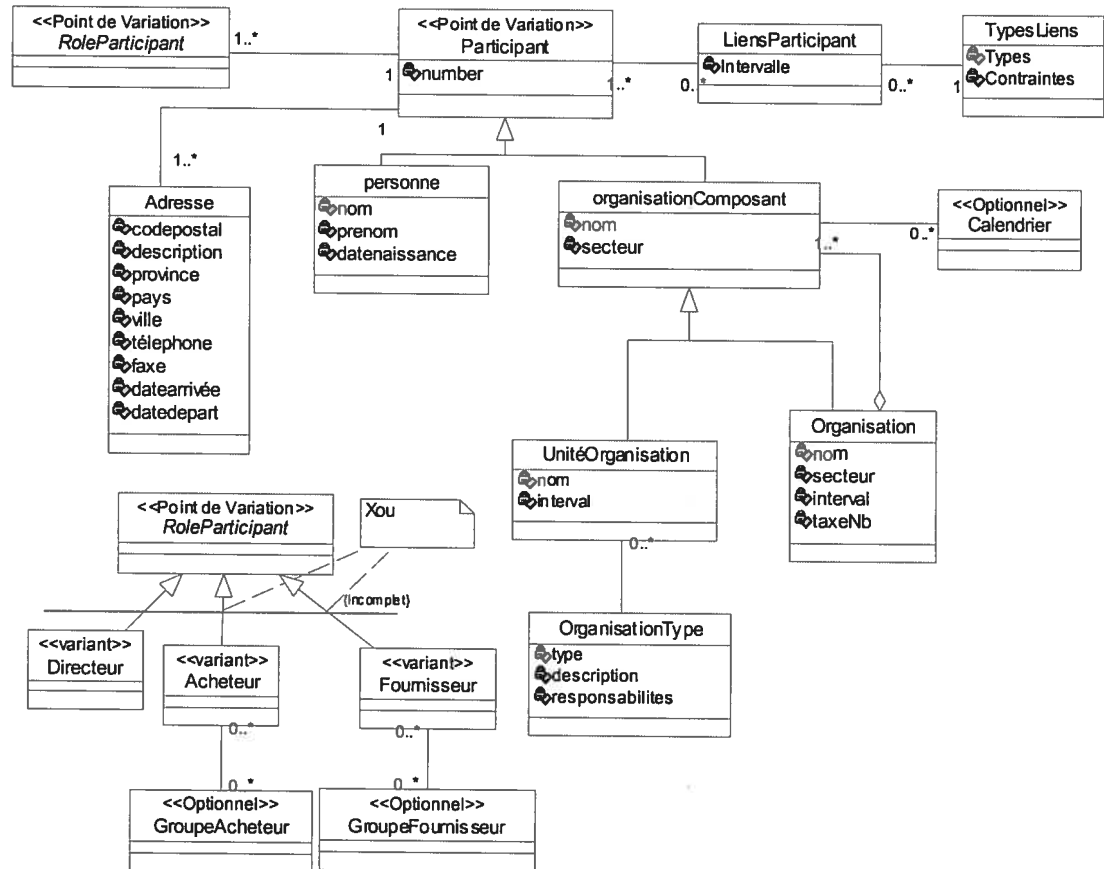 <<Point de Variation>>
RoleParticipant
1..*
1
<<Point de Variation>>
Participant
number
1..*
0..*
LiensParticipant
Intervalle
0..*
1
TypesLiens
Types
Contraintes
1
1..*
Adresse
codepostal
description
province
pays
ville
télephone
faxe
datearrivée
datedepart
personne
nom
prenom
datenaissance
organisationComposant
nom
secteur
1..*
0..*
<<Optionnel>>
Calendrier
UnitéOrganisation
nom
interval
0..*
Organisation
nom
secteur
interval
taxeNb
OrganisationType
type
description
responsabilites
<<Point de Variation>>
RoleParticipant
Xou
{Incomplet}
<<variant>>
Directeur
<<variant>>
Acheteur
0..*
0..*
<<variant>>
Fournisseur
0..*
0..*
<<Optionnel>>
GroupeAcheteur
<<Optionnel>>
GroupeFournisseur